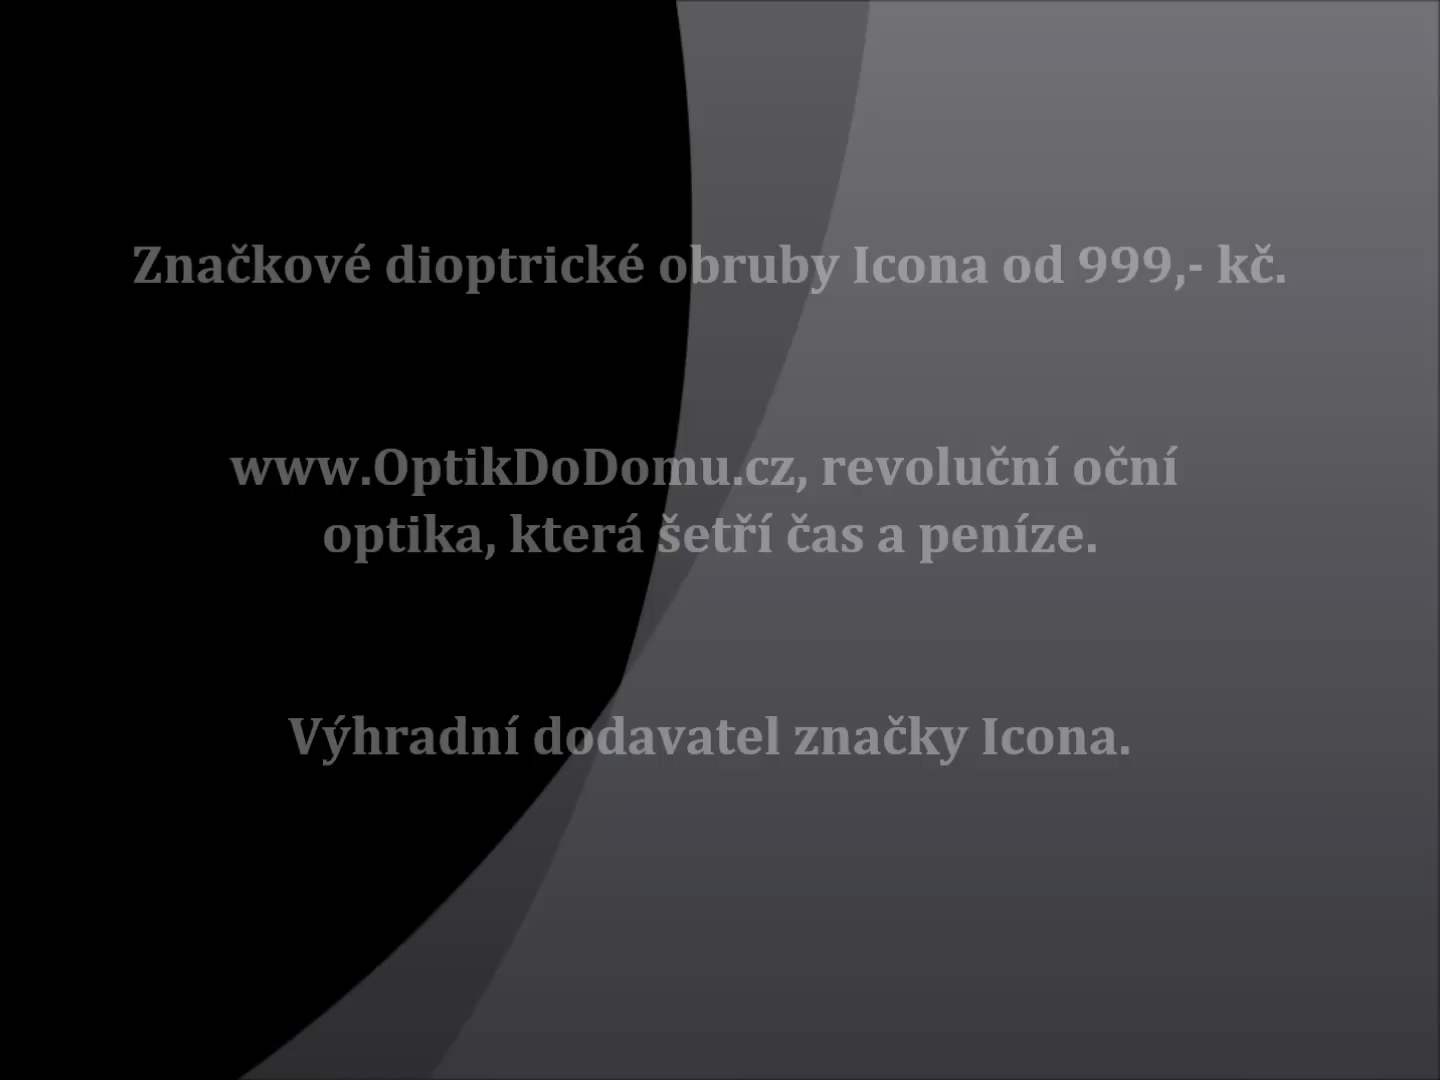 Značkové dioptrické obruby Icona od 999,- kč.
www.OptikDoDomu.cz, revoluční oční
optika, která šetří čas a peníze.
Výhradní dodavatel značky Icona.